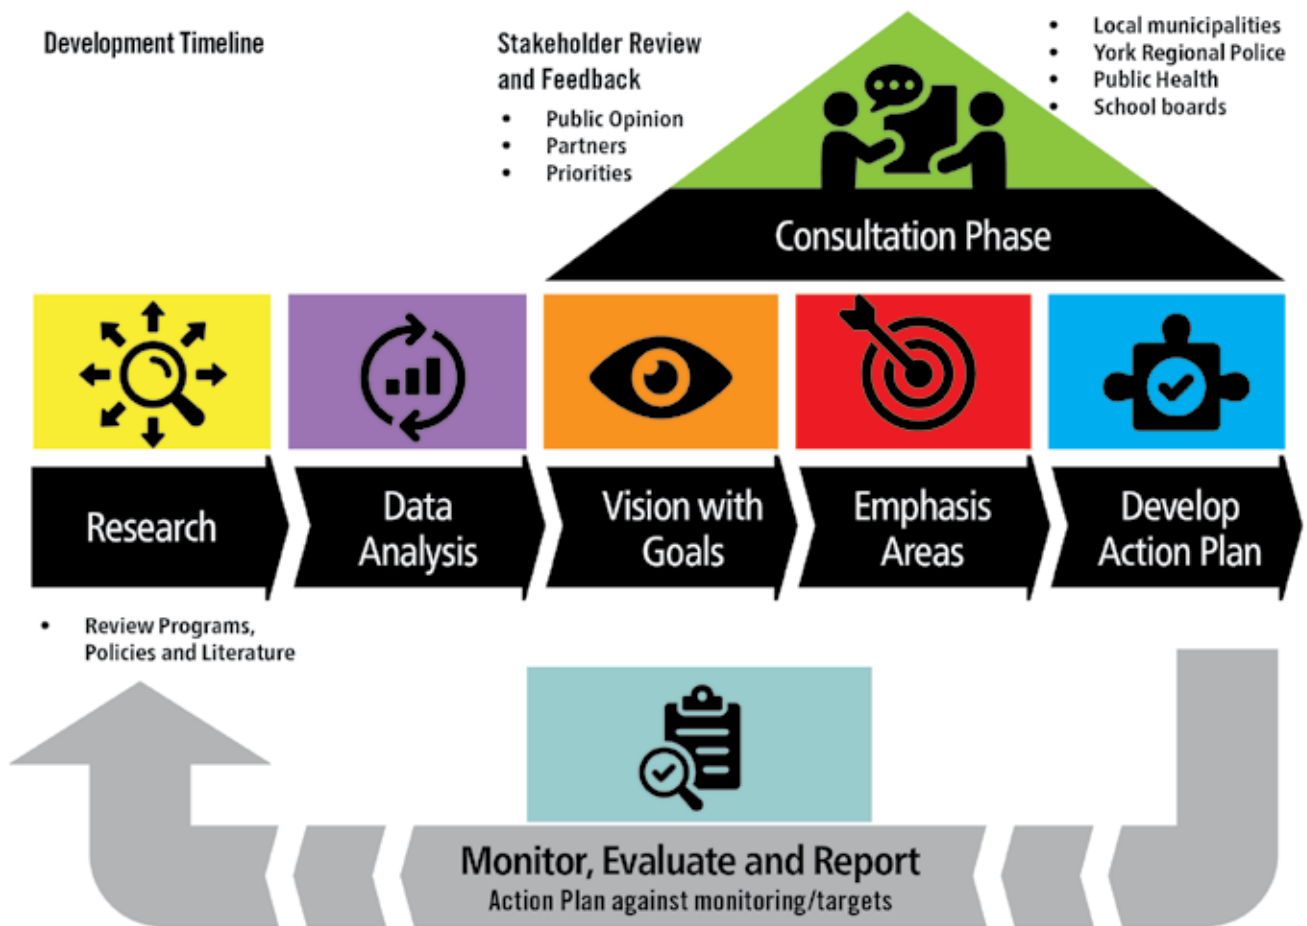 Development Timeline
Stakeholder Review
and Feedback
• Public Opinion
• Partners
• Priorities
• Local municipalities
• York Regional Police
• Public Health
• School boards
Consultation Phase
Research
Data
Analysis
Vision with
Goals
Emphasis
Areas
Develop
Action Plan
• Review Programs,
Policies and Literature
Monitor, Evaluate and Report
Action Plan against monitoring/targets